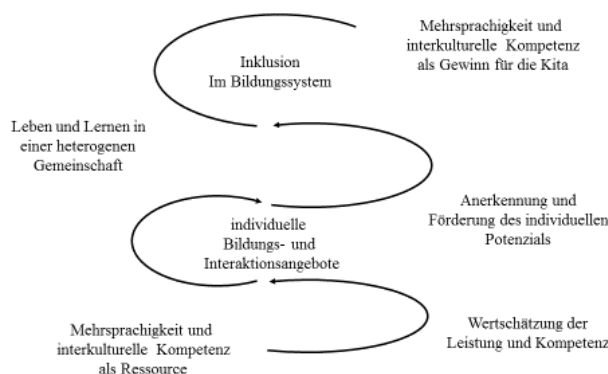 Mehrsprachigkeit und
interkulturelle Kompetenz
als Gewinn für die Kita
Inklusion
Im Bildungssystem
Leben und Lernen in
einer heterogenen
Gemeinschaft
Anerkennung und
Förderung des individuellen
Potenzials
individuelle
Bildungs- und
Interaktionsangebote
Wertschätzung der
Leistung und Kompetenz
Mehrsprachigkeit und
interkulturelle Kompetenz
als Ressource